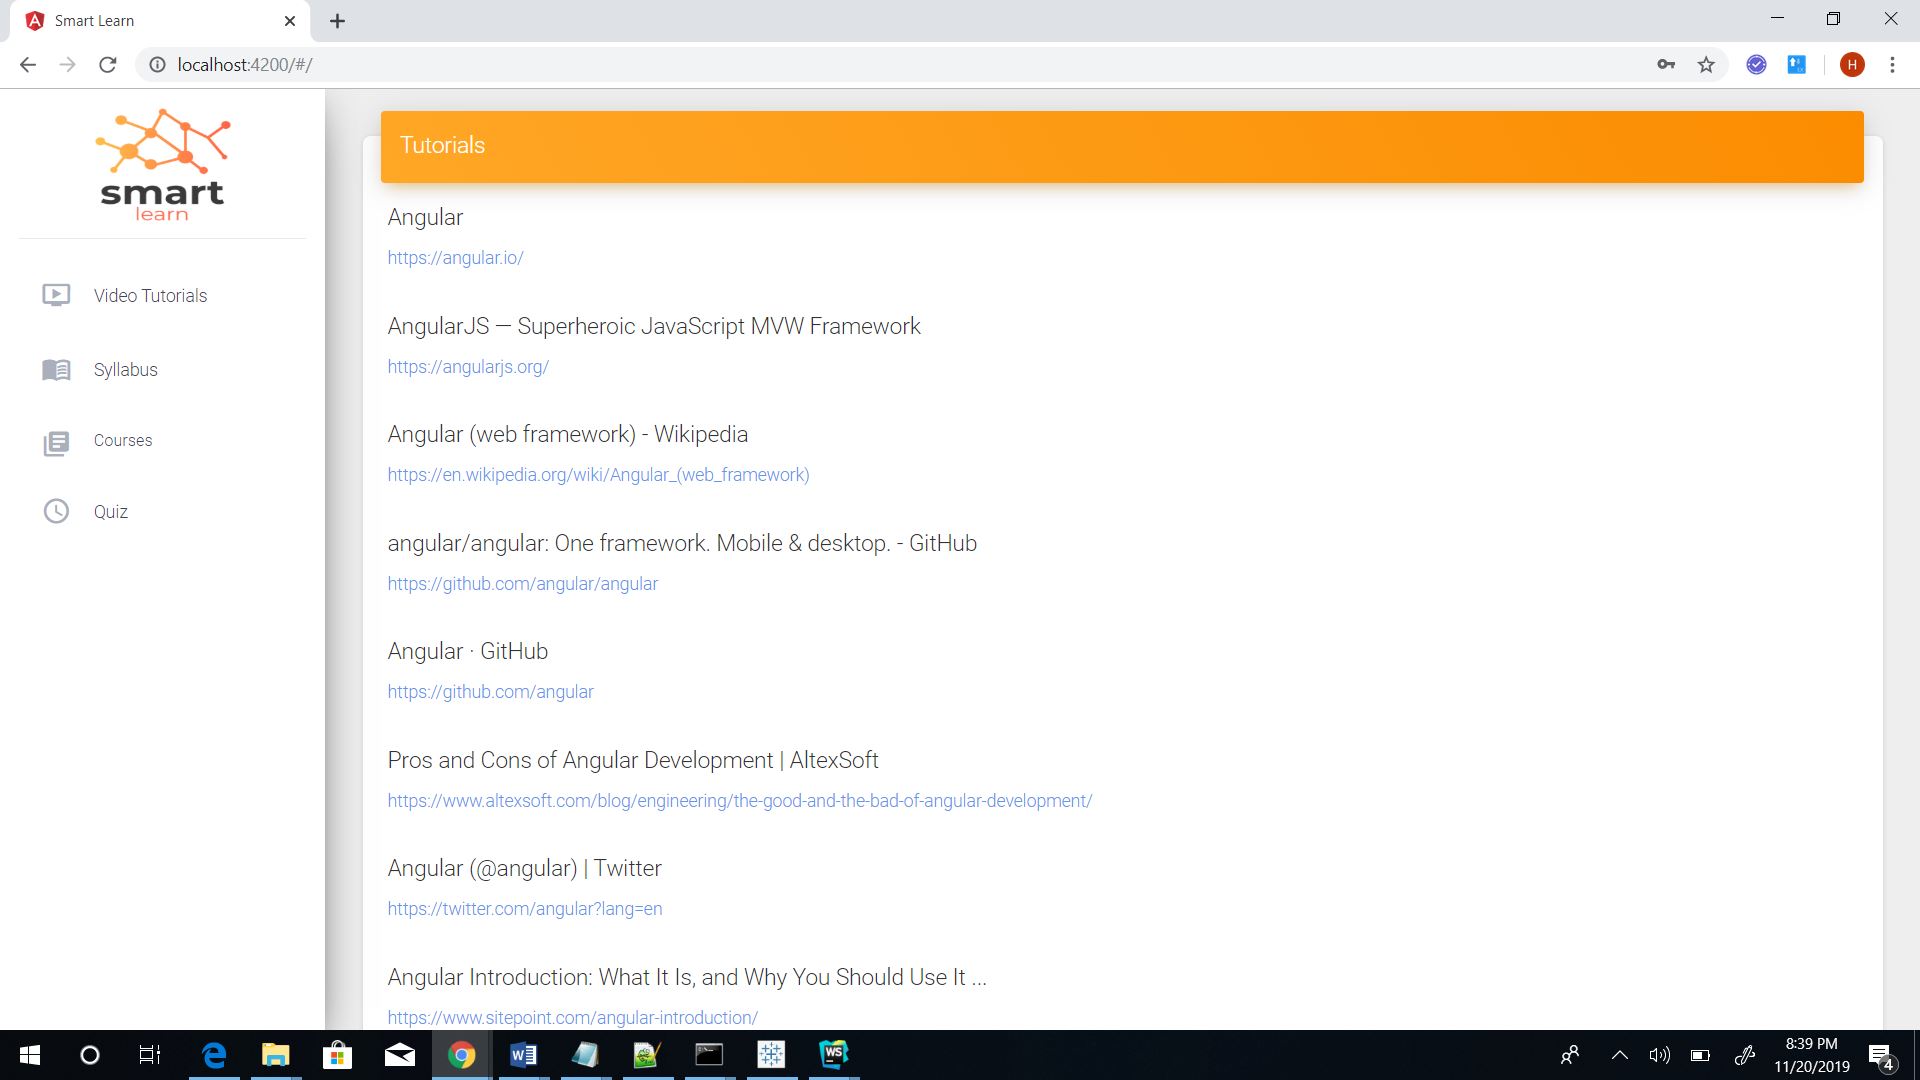 Smart Learn
localhost:4200/#/
H
smart
learn
Video Tutorials
Syllabus
Courses
Quiz
Tutorials
Angular
https://angular.io/
AngularJS — Superheroic JavaScript MVW Framework
https://angularjs.org/
Angular (web framework) - Wikipedia
https://en.wikipedia.org/wiki/Angular_(web_framework)
angular/angular: One framework. Mobile & desktop. - GitHub
https://github.com/angular/angular
Angular · GitHub
https://github.com/angular
Pros and Cons of Angular Development | AltexSoft
https://www.altexsoft.com/blog/engineering/the-good-and-the-bad-of-angular-development/
Angular (@angular) | Twitter
https://twitter.com/angular?lang=en
Angular Introduction: What It Is, and Why You Should Use It ...
https://www.sitepoint.com/angular-introduction/
WS
8:39 PM
11/20/2019
4